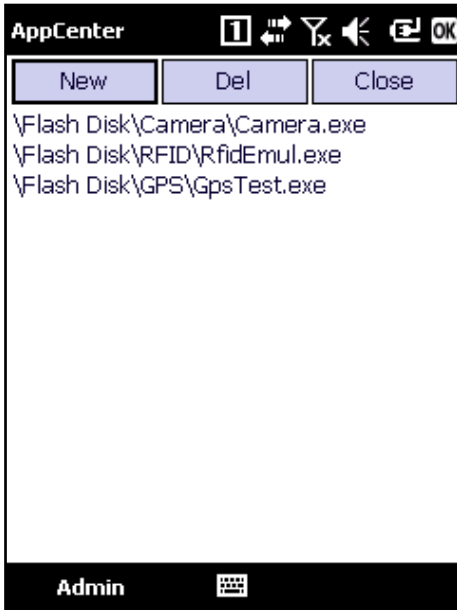 AppCenter 1 OK
New Del Close
\Flash Disk\Camera\Camera.exe
\Flash Disk\RFID\RfidEmul.exe
\Flash Disk\GPS\GpsTest.exe
Admin